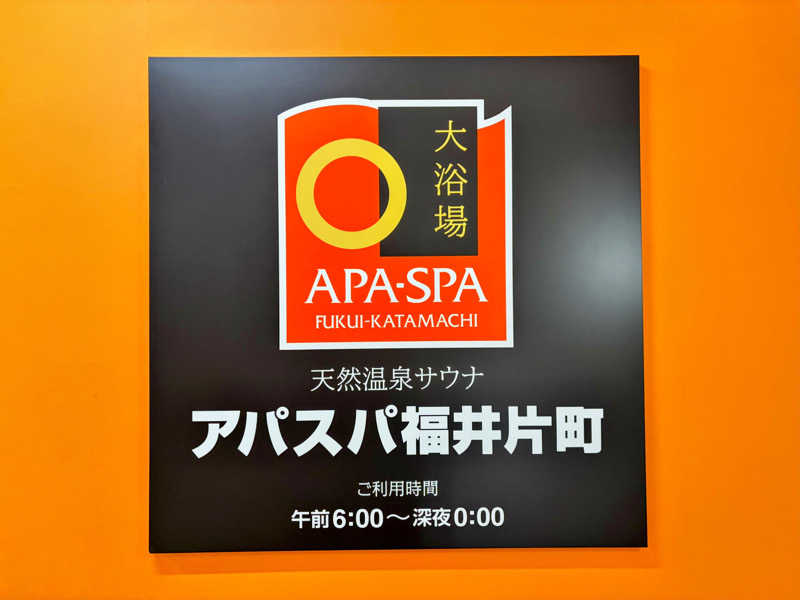 大浴場
APA-SPA
FUKUI-KATAMACHI
天然温泉サウナ
アパスパ福井片町
ご利用時間
午前6:00〜深夜0:00